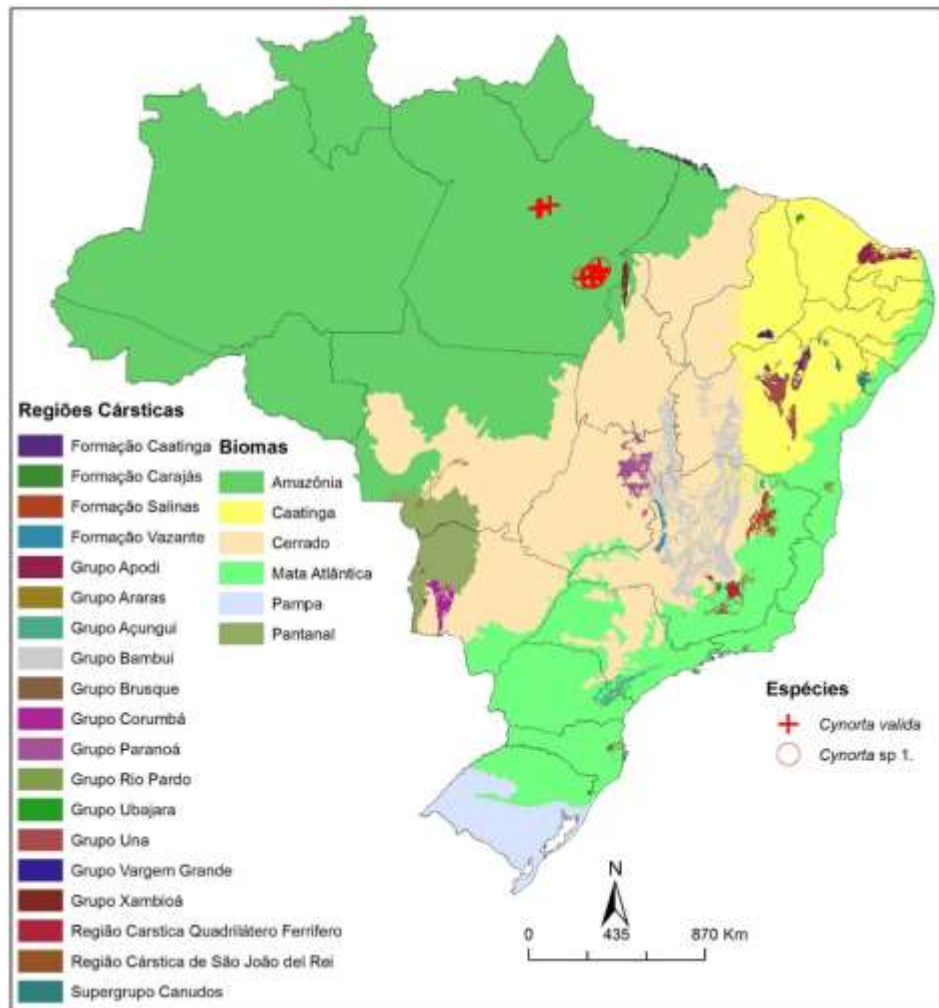 Regiões Cársticas
Formação Caatinga
Formação Carajás
Formação Salinas
Formação Vazante
Grupo Apodi
Grupo Araras
Grupo Açungui
Grupo Bambuí
Grupo Brusque
Grupo Corumbá
Grupo Paranoá
Grupo Rio Pardo
Grupo Ubajara
Grupo Una
Grupo Vargem Grande
Grupo Xambioá
Região Carstica Quadrilátero Ferrífero
Região Cárstica de São João del Rei
Supergrupo Canudos
Biomas
Amazônia
Caatinga
Cerrado
Mata Atlântica
Pampa
Pantanal
Espécies
Cynorta valida
Cynorta sp 1.
N
0 435 870 Km